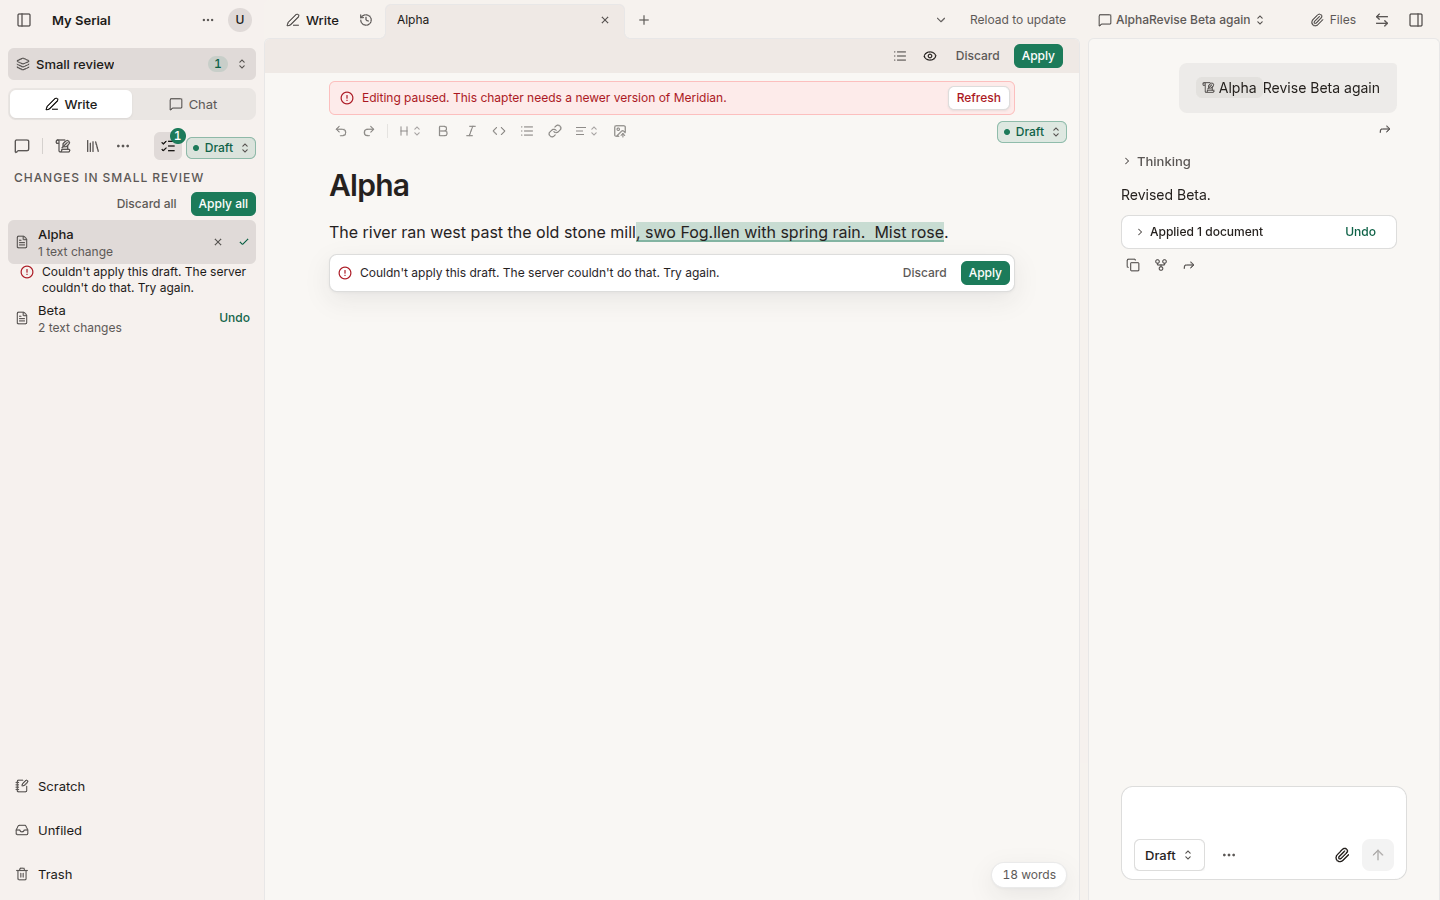 My Serial
U
Write
Alpha
Reload to update
AlphaRevise Beta again
Files
Small review
1
Discard
Apply
Write
Chat
Editing paused. This chapter needs a newer version of Meridian.
Refresh
Alpha Revise Beta again
1
Draft
H
B
I
Draft
CHANGES IN SMALL REVIEW
Discard all
Apply all
Thinking
Alpha
1 text change
Alpha
Revised Beta.
The river ran west past the old stone mill, swo Fog.llen with spring rain.  Mist rose.
Applied 1 document
Undo
Couldn't apply this draft. The server couldn't do that. Try again.
Couldn't apply this draft. The server couldn't do that. Try again.
Discard
Apply
Beta
2 text changes
Undo
Scratch
Unfiled
Trash
18 words
Draft